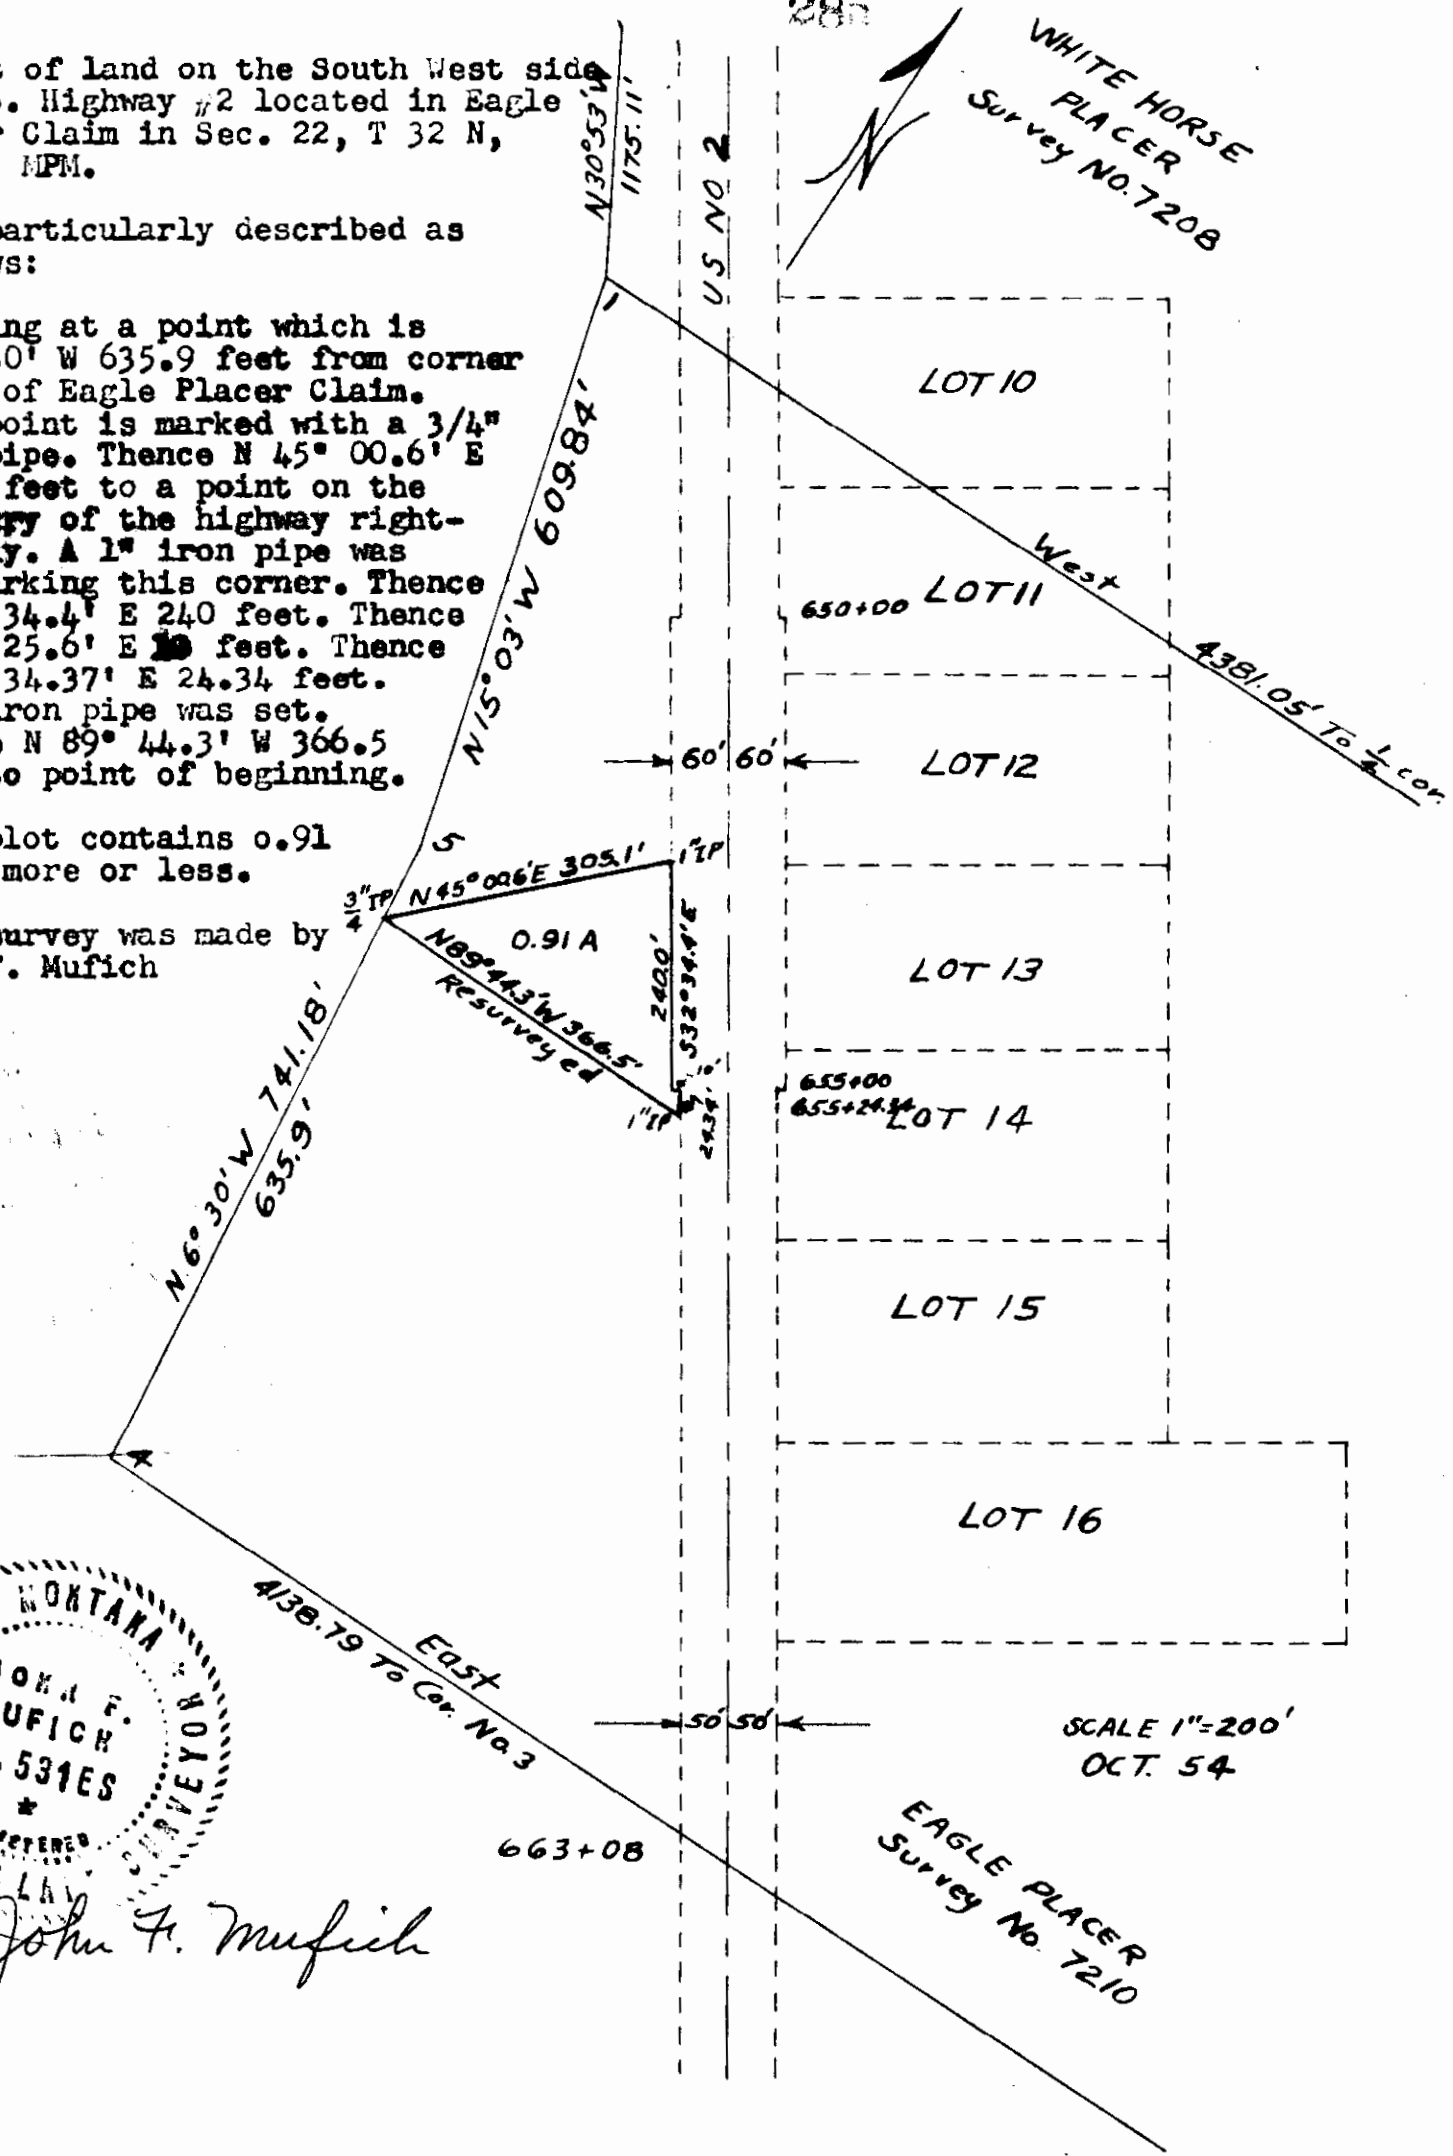 of land on the South West side
Highway #2 located in Eagle
Claim in Sec. 22, T 32 N,
MPM.
particularly described as
at a point which is
W 635.9 feet from corner
of Eagle Placer Claim.
point is marked with a 3/4"
pipe. Thence N 45° 00.6' E
feet to a point on the
of the highway right-
A 1" iron pipe was
this corner. Thence
34.4' E 240 feet. Thence
25.6' E feet. Thence
34.37' E 24.34 feet.
iron pipe was set.
N 89° 44.3' W 366.5
point of beginning.
plot contains 0.91
more or less.
survey was made by
Mufich
N30°53'W
1175.11'
US NO 2
N
WHITE HORSE
PLACER
Survey NO. 7208
1
LOT 10
N15°03'W 609.84'
West
4381.05' To 1/4 cor.
650+00
LOT 11
60' 60'
LOT 12
5
3/4" IP
N45°00.6'E 305.1'
1" IP
0.91 A
N89°44.3'W 366.5'
Resurveyed
240.0'
S32°34.4'E
LOT 13
10'
24.34'
1" IP
655+00
655+24.34
LOT 14
N6°30'W 741.18'
635.9'
LOT 15
4
LOT 16
East
4138.79 To Cor. No. 3
50' 50'
SCALE 1"=200'
OCT. 54
663+08
EAGLE PLACER
Survey No. 7210
MONTANA
SURVEYOR
F.
531ES
John F. Mufich